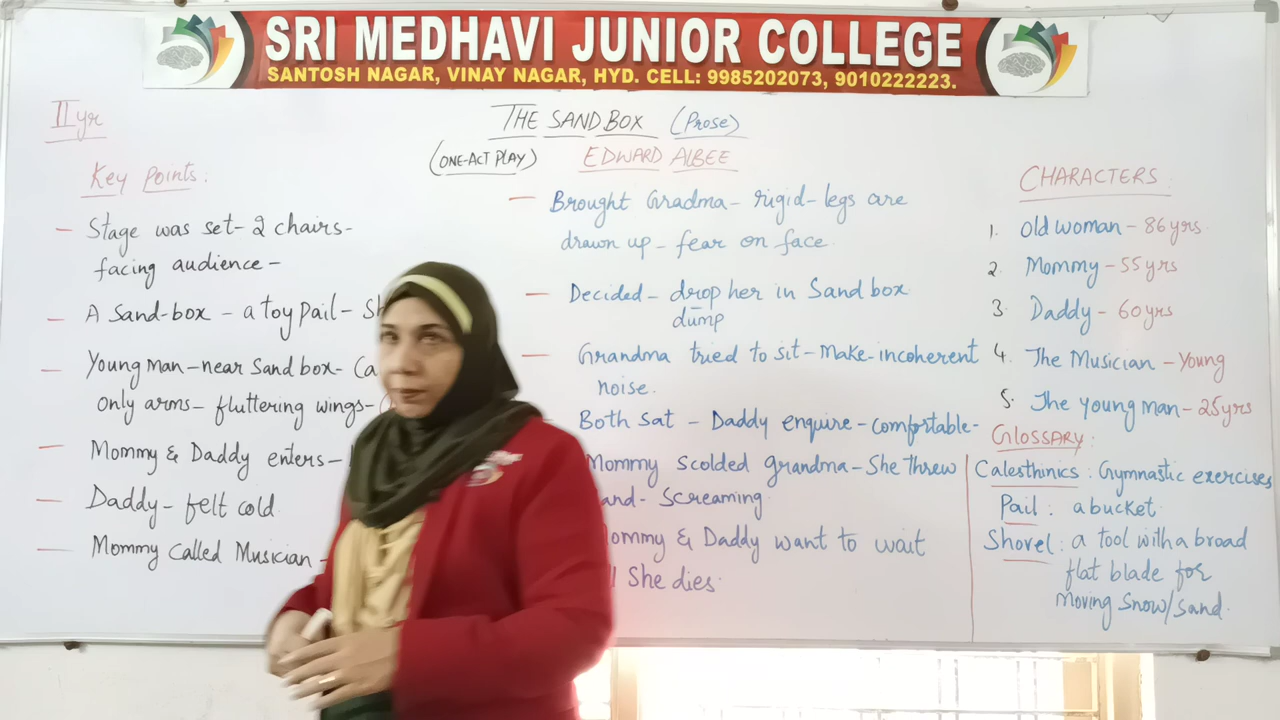 SRI MEDHAVI JUNIOR COLLEGE
SANTOSH NAGAR, VINAY NAGAR, HYD. CELL: 9985202073, 9010222223.
II yr
THE SANDBOX (Prose)
(ONE-ACT PLAY) EDWARD ALBEE
Key Points:
– Stage was set- 2 chairs-
facing audience –
– A Sand-box – a toy pail – Sh
– Young man – near Sand box- Ca
only arms – fluttering wings-
– Mommy & Daddy enters –
– Daddy – felt cold
– Mommy called Musician –
– Brought Gradma – rigid- legs are
drawn up – fear on face
– Decided – drop her in Sand box
dump
– Grandma tried to sit – make- incoherent
noise.
Both Sat – Daddy enquire – comfortable-
Mommy scolded grandma – She threw
and- Screaming
ommy & Daddy want to wait
She dies.
CHARACTERS:
1. Old woman – 86 yrs
2. Mommy – 55 yrs
3. Daddy – 60 yrs
4. The Musician – Young
5. The young man – 25 yrs
GLOSSARY:
Calesthinics : Gymnastic exercises
Pail : a bucket
Shovel : a tool with a broad
flat blade for
moving snow/sand